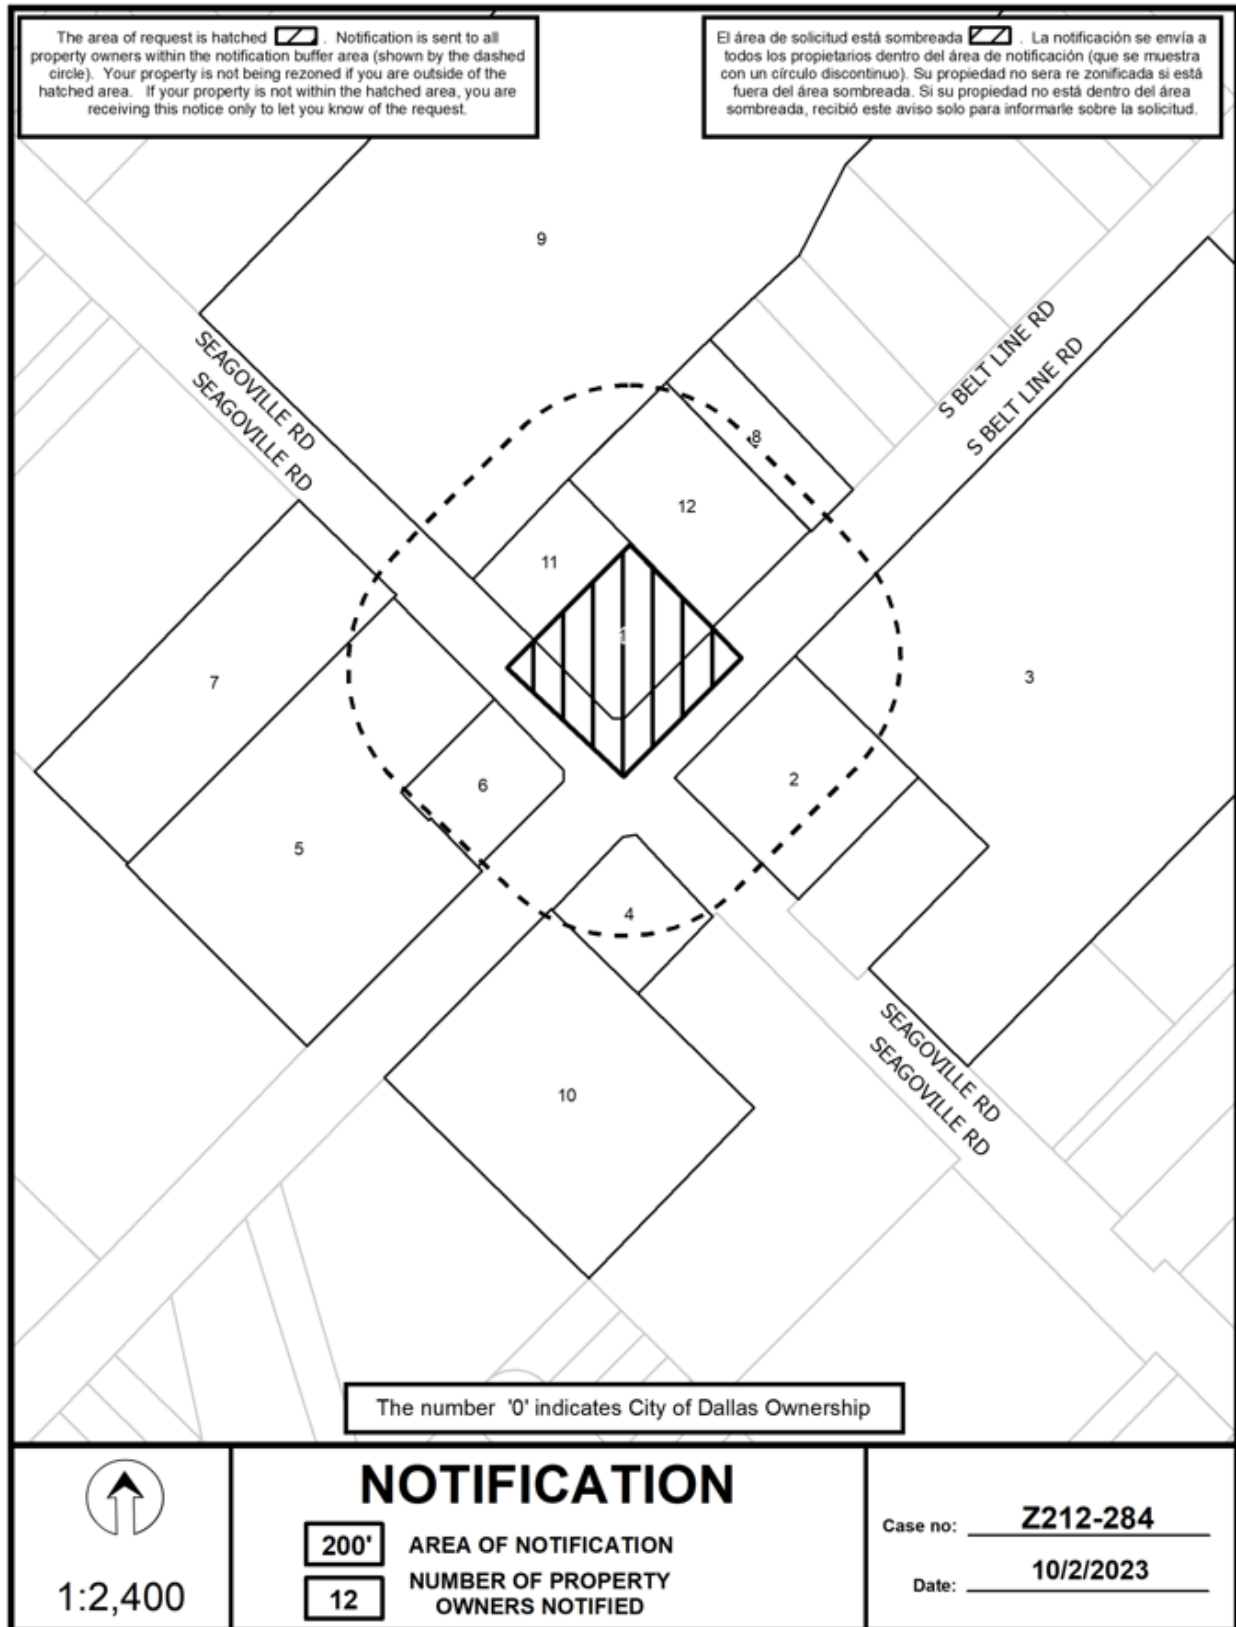 The area of request is hatched . Notification is sent to all
property owners within the notification buffer area (shown by the dashed
circle). Your property is not being rezoned if you are outside of the
hatched area. If your property is not within the hatched area, you are
receiving this notice only to let you know of the request.
El área de solicitud está sombreada . La notificación se envía a
todos los propietarios dentro del área de notificación (que se muestra
con un círculo discontinuo). Su propiedad no sera re zonificada si está
fuera del área sombreada. Si su propiedad no está dentro del área
sombreada, recibió este aviso solo para informarle sobre la solicitud.
9
SEAGOVILLE RD
SEAGOVILLE RD
S BELT LINE RD
S BELT LINE RD
8
12
11
1
7
3
6
2
5
4
SEAGOVILLE RD
SEAGOVILLE RD
10
The number '0' indicates City of Dallas Ownership
1:2,400
NOTIFICATION
200' AREA OF NOTIFICATION
12 NUMBER OF PROPERTY
OWNERS NOTIFIED
Case no: Z212-284
Date: 10/2/2023